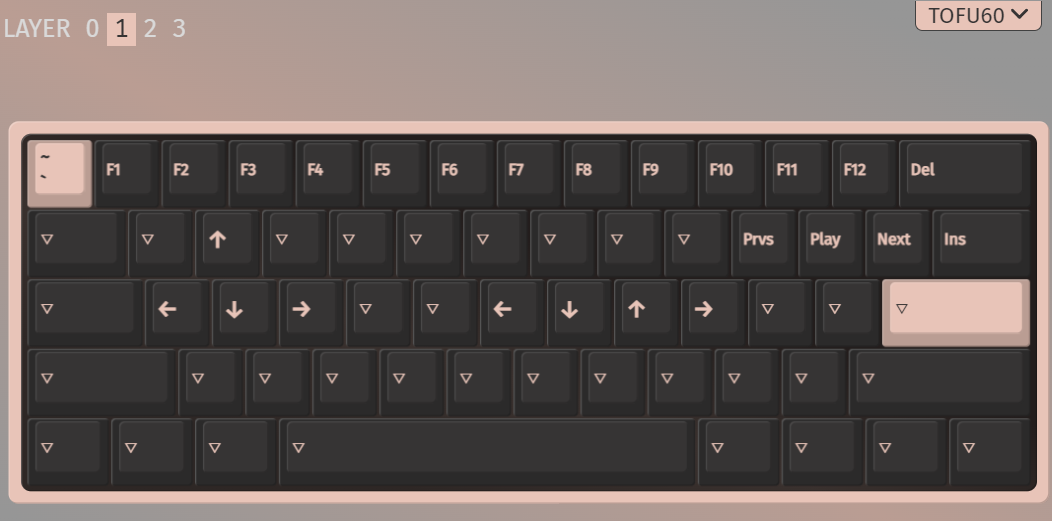 LAYER 0 1 2 3
TOFU60
~
` F1 F2 F3 F4 F5 F6 F7 F8 F9 F10 F11 F12 Del
▽ ▽ ↑ ▽ ▽ ▽ ▽ ▽ ▽ ▽ Prvs Play Next Ins
▽ ← ↓ → ▽ ▽ ← ↓ ↑ → ▽ ▽ ▽
▽ ▽ ▽ ▽ ▽ ▽ ▽ ▽ ▽ ▽ ▽ ▽
▽ ▽ ▽ ▽ ▽ ▽ ▽ ▽